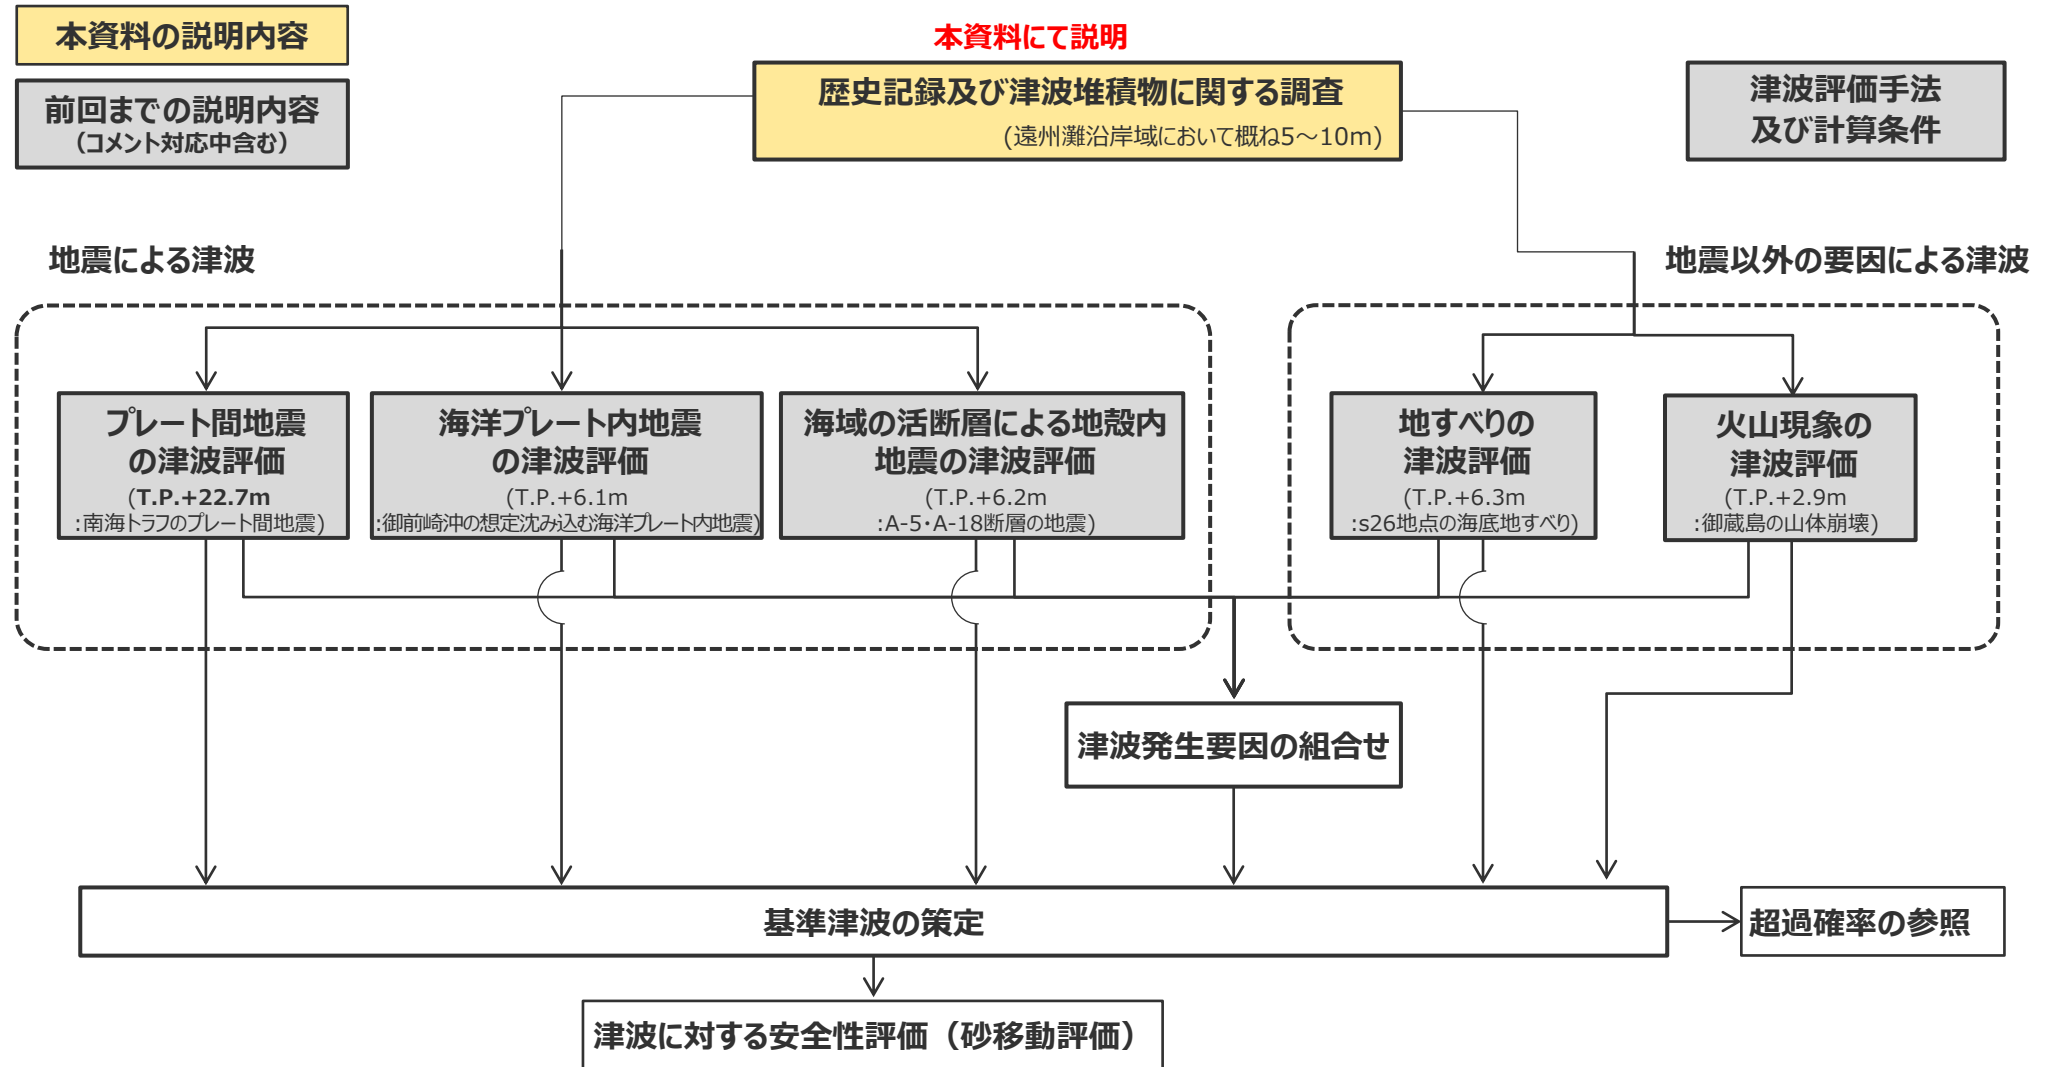 本資料の説明内容
前回までの説明内容
(コメント対応中含む)
本資料にて説明
歴史記録及び津波堆積物に関する調査
(遠州灘沿岸域において概ね5～10m)
津波評価手法
及び計算条件
地震による津波
地震以外の要因による津波
プレート間地震
の津波評価
(T.P.+22.7m
:南海トラフのプレート間地震)
海洋プレート内地震
の津波評価
(T.P.+6.1m
:御前崎沖の想定沈み込む海洋プレート内地震)
海域の活断層による地殻内
地震の津波評価
(T.P.+6.2m
:A-5・A-18断層の地震)
地すべりの
津波評価
(T.P.+6.3m
:s26地点の海底地すべり)
火山現象の
津波評価
(T.P.+2.9m
:御蔵島の山体崩壊)
津波発生要因の組合せ
基準津波の策定
超過確率の参照
津波に対する安全性評価（砂移動評価）